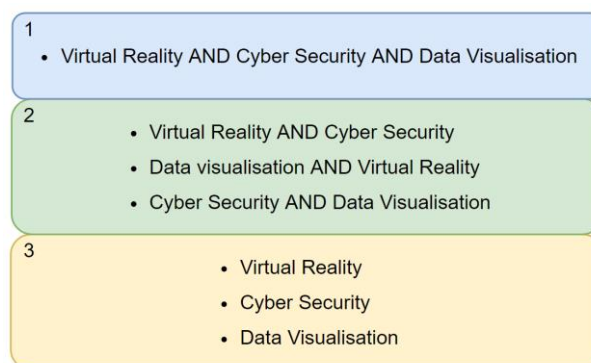 1
• Virtual Reality AND Cyber Security AND Data Visualisation
2
• Virtual Reality AND Cyber Security
• Data visualisation AND Virtual Reality
• Cyber Security AND Data Visualisation
3
• Virtual Reality
• Cyber Security
• Data Visualisation